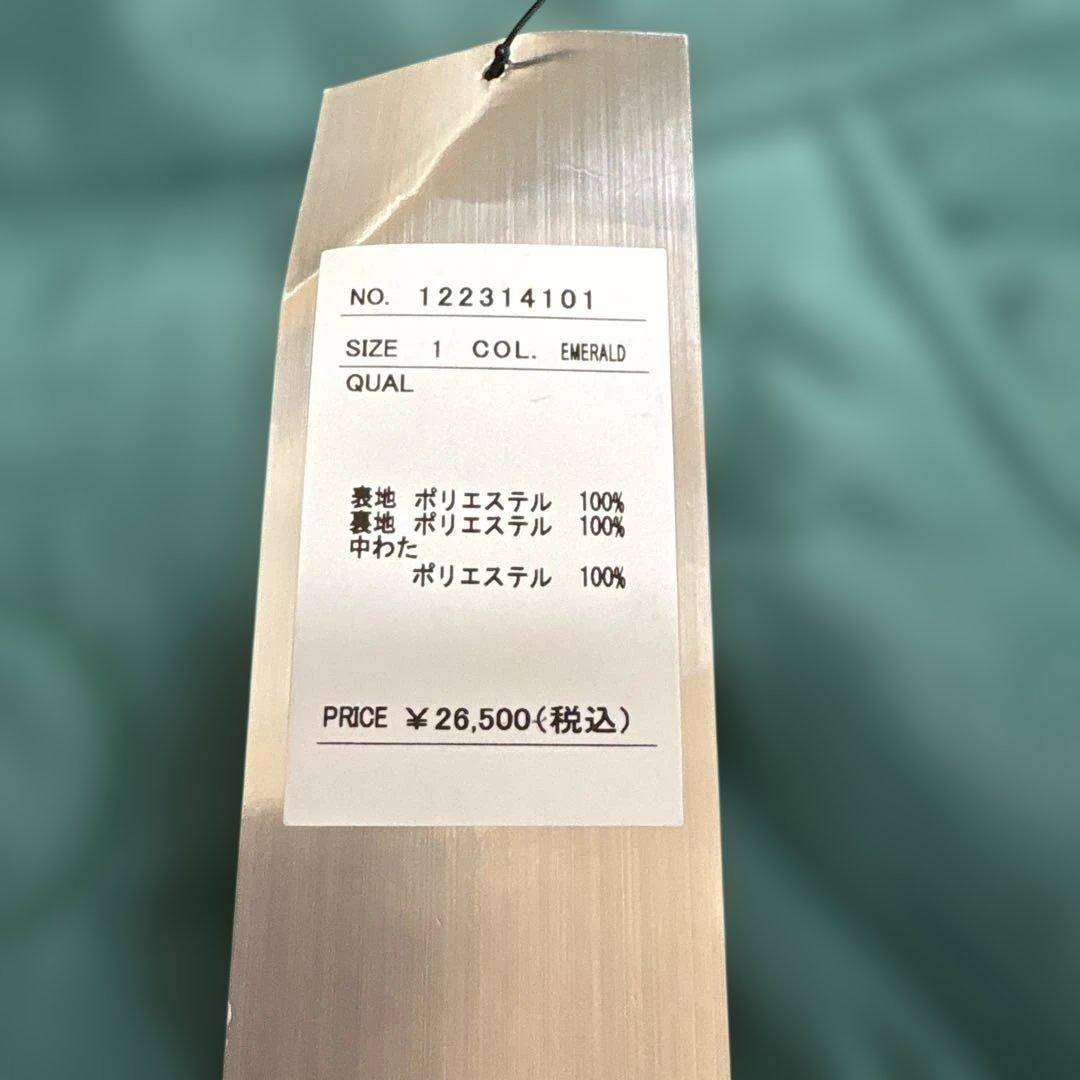 NO. 122314101
SIZE 1 COL. EMERALD
QUAL
表地 ポリエステル 100%
裏地 ポリエステル 100%
中わた
ポリエステル 100%
PRICE ¥26,500-(税込)